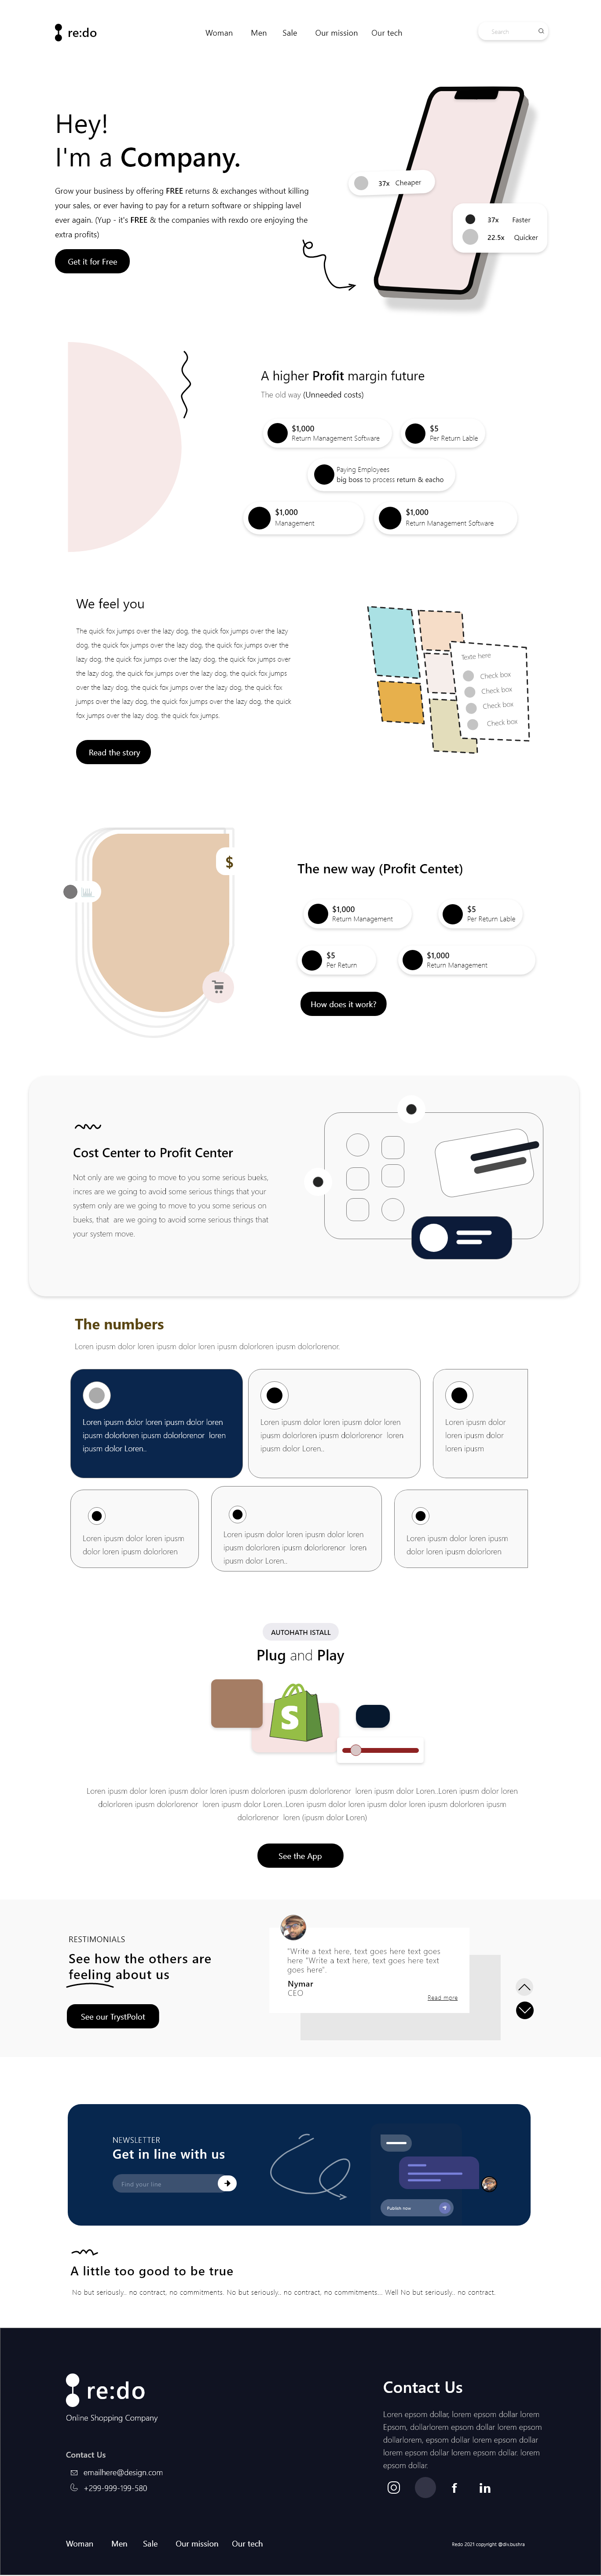 re:do
Woman Men Sale Our mission Our tech
Search
Hey!
I'm a Company.
Grow your business by offering FREE returns & exchanges without killing
your sales, or ever having to pay for a return software or shipping lavel
ever again. (Yup - it's FREE & the companies with rexdo ore enjoying the
extra profits)
Get it for Free
37x Cheaper
37x Faster
22.5x Quicker
A higher Profit margin future
The old way (Unneeded costs)
$1,000
Return Management Software
$5
Per Return Lable
Paying Employees
big boss to process return & eacho
$1,000
Management
$1,000
Return Management Software
We feel you
The quick fox jumps over the lazy dog, the quick fox jumps over the lazy
dog, the quick fox jumps over the lazy dog, the quick fox jumps over the
lazy dog, the quick fox jumps over the lazy dog, the quick fox jumps
over the lazy dog, the quick fox jumps over the lazy dog, the quick
over the lazy dog, the quick fox jumps over the lazy dog, the quick fox
jumps over the lazy dog, the quick fox jumps over the lazy dog, the quick
fox jumps over the lazy dog, the quick fox jumps.
Read the story
Texte here
Check box
Check box
Check box
Check box
$
The new way (Profit Centet)
$1,000
Return Management
$5
Per Return Lable
$5
Per Return
$1,000
Return Management
How does it work?
Cost Center to Profit Center
Not only are we going to move to you some serious bueks,
incres are we going to avoid some serious things that your
system only are we going to move to you some serious on
bueks, that are we going to avoid some serious things that
your system move.
The numbers
Loren ipusm dolor loren ipusm dolor loren ipusm dolorloren ipusm dolorlorenor.
Loren ipusm dolor loren ipusm dolor loren
ipusm dolorloren ipusm dolorlorenor loren
ipusm dolor Loren..
Loren ipusm dolor loren ipusm dolor loren
ipusm dolorloren ipusm dolorlorenor loren
ipusm dolor Loren..
Loren ipusm dolor
loren ipusm dolor
loren ipusm
Loren ipusm dolor loren ipusm
dolor loren ipusm dolorloren
Loren ipusm dolor loren ipusm dolor loren
ipusm dolorloren ipusm dolorlorenor loren
ipusm dolor Loren..
Loren ipusm dolor loren ipusm
dolor loren ipusm dolorloren
AUTOHATH ISTALL
Plug and Play
S
Loren ipusm dolor loren ipusm dolor loren ipusm dolorloren ipusm dolorlorenor loren ipusm dolor Loren..Loren ipusm dolor loren
dolorloren ipusm dolorlorenor loren ipusm dolor Loren..Loren ipusm dolor loren ipusm dolor loren ipusm dolorloren ipusm
dolorlorenor loren (ipusm dolor Loren)
See the App
RESTIMONIALS
See how the others are
feeling about us
See our TrystPolot
"Write a text here, text goes here text goes
here "Write a text here, text goes here text
goes here".
Nymar
CEO
Read more
NEWSLETTER
Get in line with us
Find your line
Publish now
A little too good to be true
No but seriously.. no contract, no commitments. No but seriously.. no contract, no commitments... Well No but seriously.. no contract.
re:do
Online Shopping Company
Contact Us
emailhere@design.com
+299-999-199-580
Contact Us
Loren epsom dollar, lorem epsom dollar lorem
Epsom, dollarlorem epsom dollar lorem epsom
dollarlorem, epsom dollar lorem epsom dollar
lorem epsom dollar lorem epsom dollar. lorem
epsom dollar.
f in
Woman Men Sale Our mission Our tech
Redo 2021 copyright @div.bushra